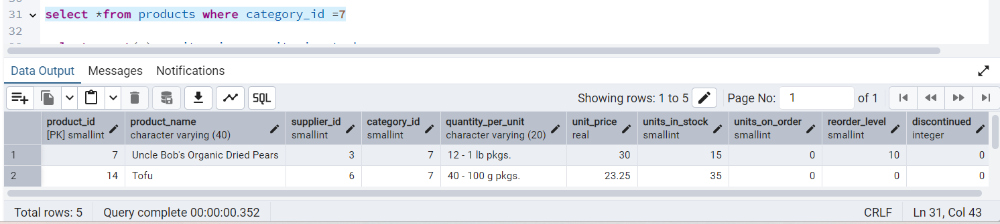 31 select *from products where category_id =7
32
Data Output Messages Notifications
SQL Showing rows: 1 to 5 Page No: 1 of 1
product_id product_name supplier_id category_id quantity_per_unit unit_price units_in_stock units_on_order reorder_level discontinued
[PK] smallint character varying (40) smallint smallint character varying (20) real smallint smallint smallint integer
1 7 Uncle Bob's Organic Dried Pears 3 7 12 - 1 lb pkgs. 30 15 0 10 0
2 14 Tofu 6 7 40 - 100 g pkgs. 23.25 35 0 0 0
Total rows: 5 Query complete 00:00:00.352 CRLF Ln 31, Col 43